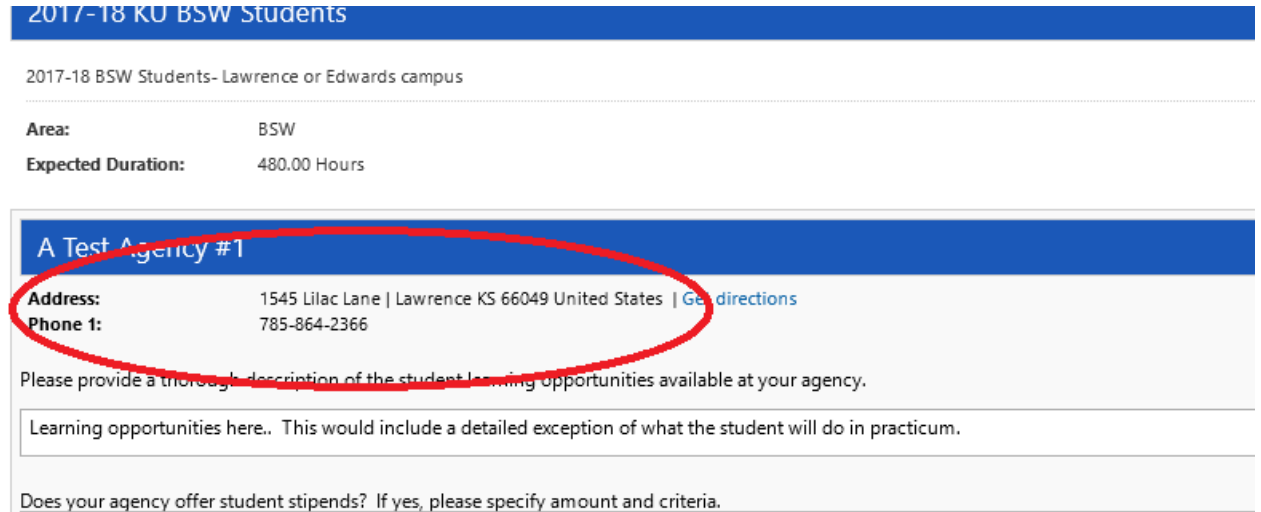 2017-18 KU BSW Students
2017-18 BSW Students- Lawrence or Edwards campus
Area: BSW
Expected Duration: 480.00 Hours
A Test Agency #1
Address: 1545 Lilac Lane | Lawrence KS 66049 United States | Get directions
Phone 1: 785-864-2366
Please provide a thorough description of the student learning opportunities available at your agency.
Learning opportunities here.. This would include a detailed exception of what the student will do in practicum.
Does your agency offer student stipends? If yes, please specify amount and criteria.